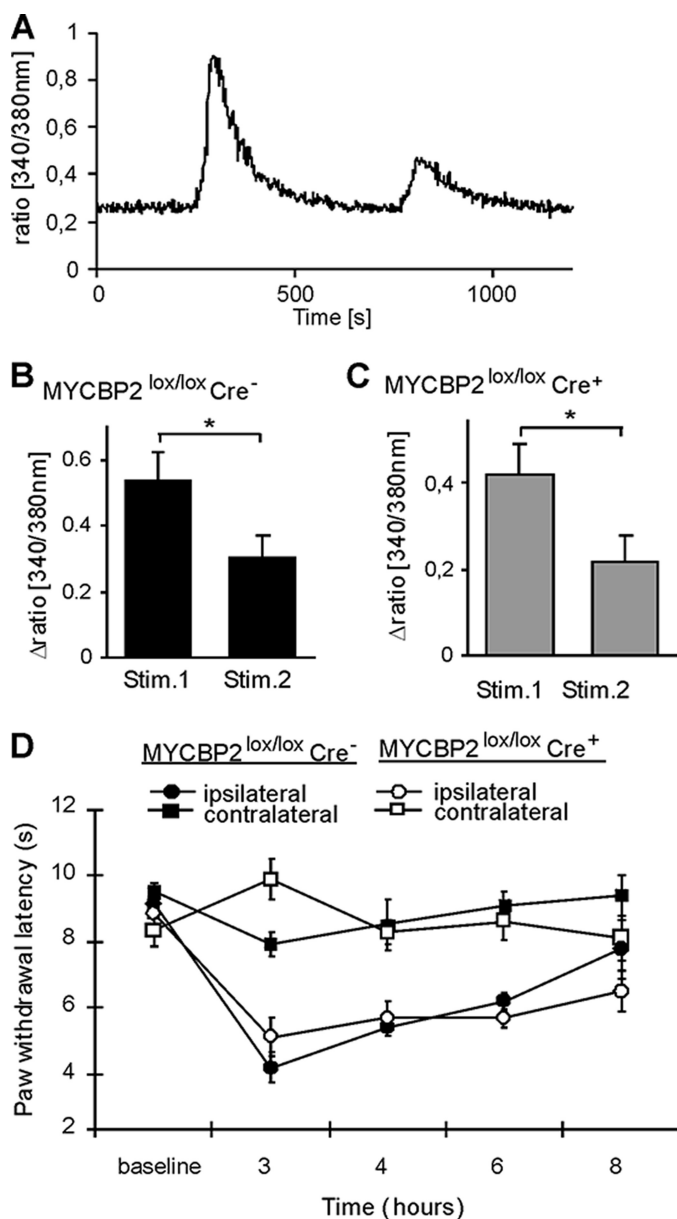 A
ratio [340/380nm]
1
0,8
0,6
0,4
0,2
0
0 500 1000
Time [s]
B
MYCBP2 lox/lox Cre-
*
Δratio [340/380nm]
0,6
0,4
0,2
0
Stim.1 Stim.2
C
MYCBP2 lox/lox Cre+
*
Δratio [340/380nm]
0,4
0,2
0
Stim.1 Stim.2
D
MYCBP2 lox/lox Cre- MYCBP2 lox/lox Cre+
ipsilateral ipsilateral
contralateral contralateral
Paw withdrawal latency (s)
12
10
8
6
4
2
baseline 3 4 6 8
Time (hours)